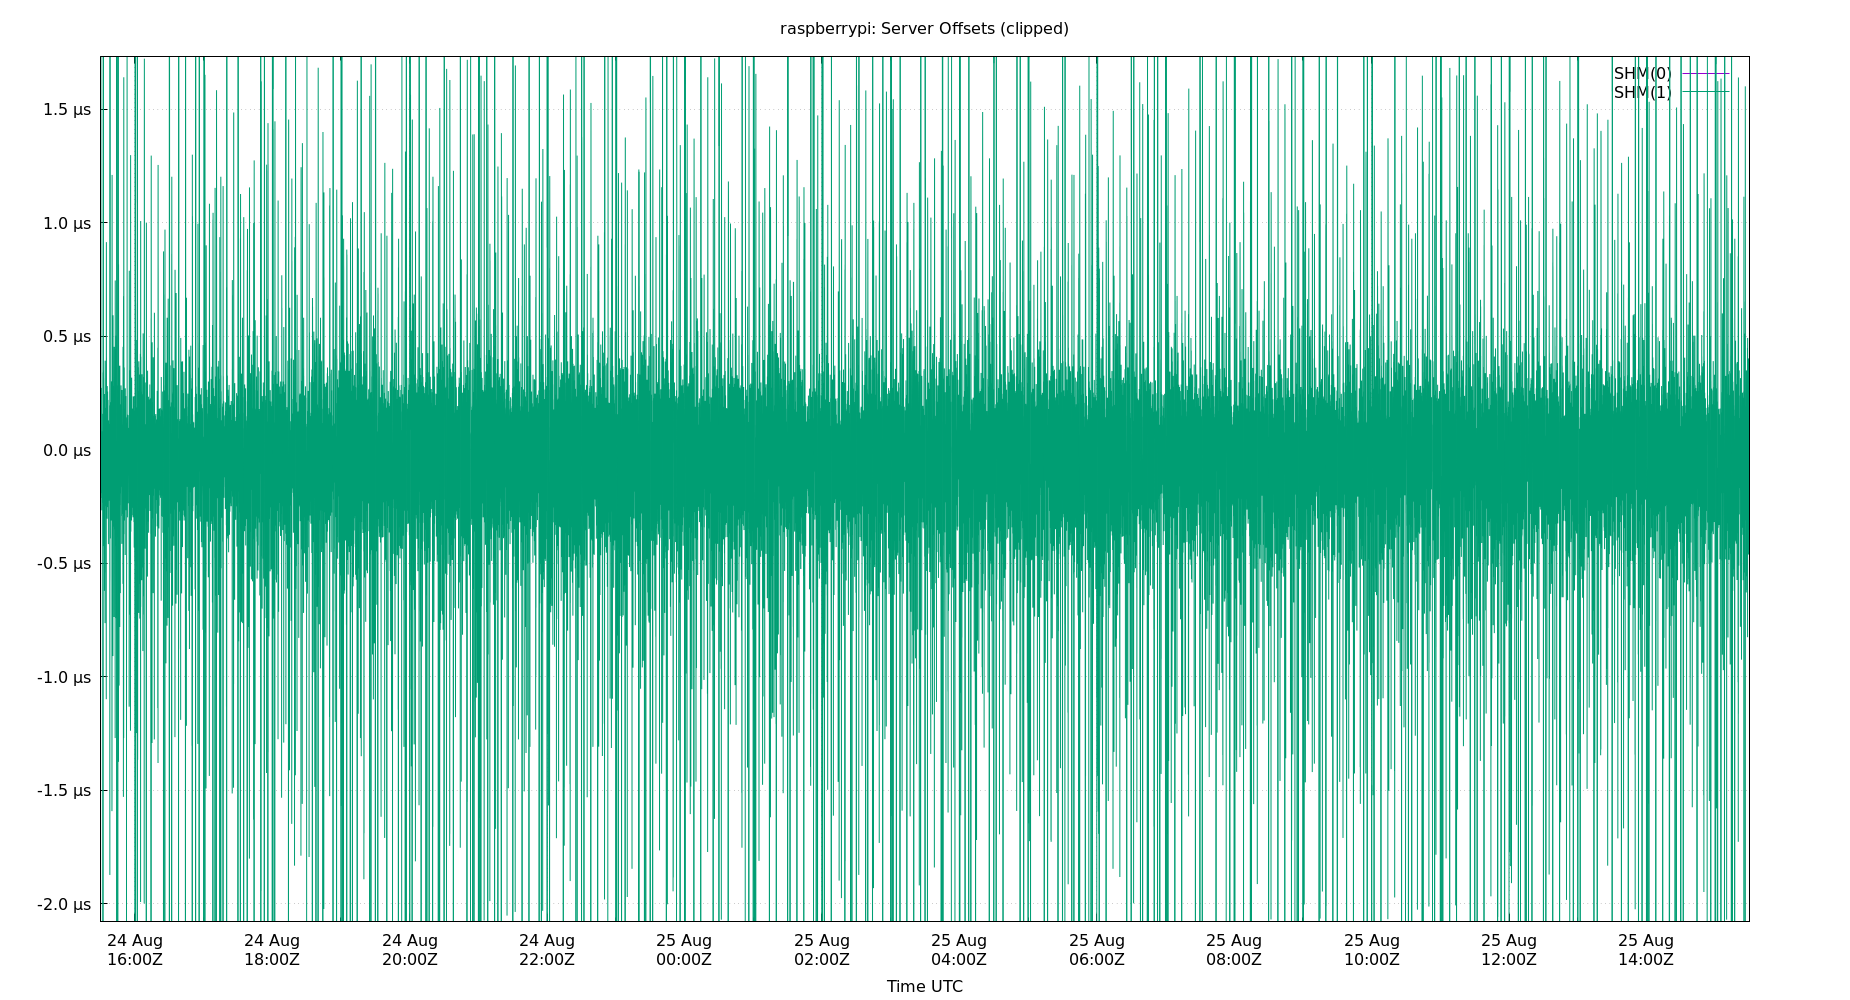 raspberrypi: Server Offsets (clipped)
SHM(0)
SHM(1)
1.5 µs
1.0 µs
0.5 µs
0.0 µs
-0.5 µs
-1.0 µs
-1.5 µs
-2.0 µs
24 Aug 24 Aug 24 Aug 24 Aug 25 Aug 25 Aug 25 Aug 25 Aug 25 Aug 25 Aug 25 Aug 25 Aug
16:00Z 18:00Z 20:00Z 22:00Z 00:00Z 02:00Z 04:00Z 06:00Z 08:00Z 10:00Z 12:00Z 14:00Z
Time UTC